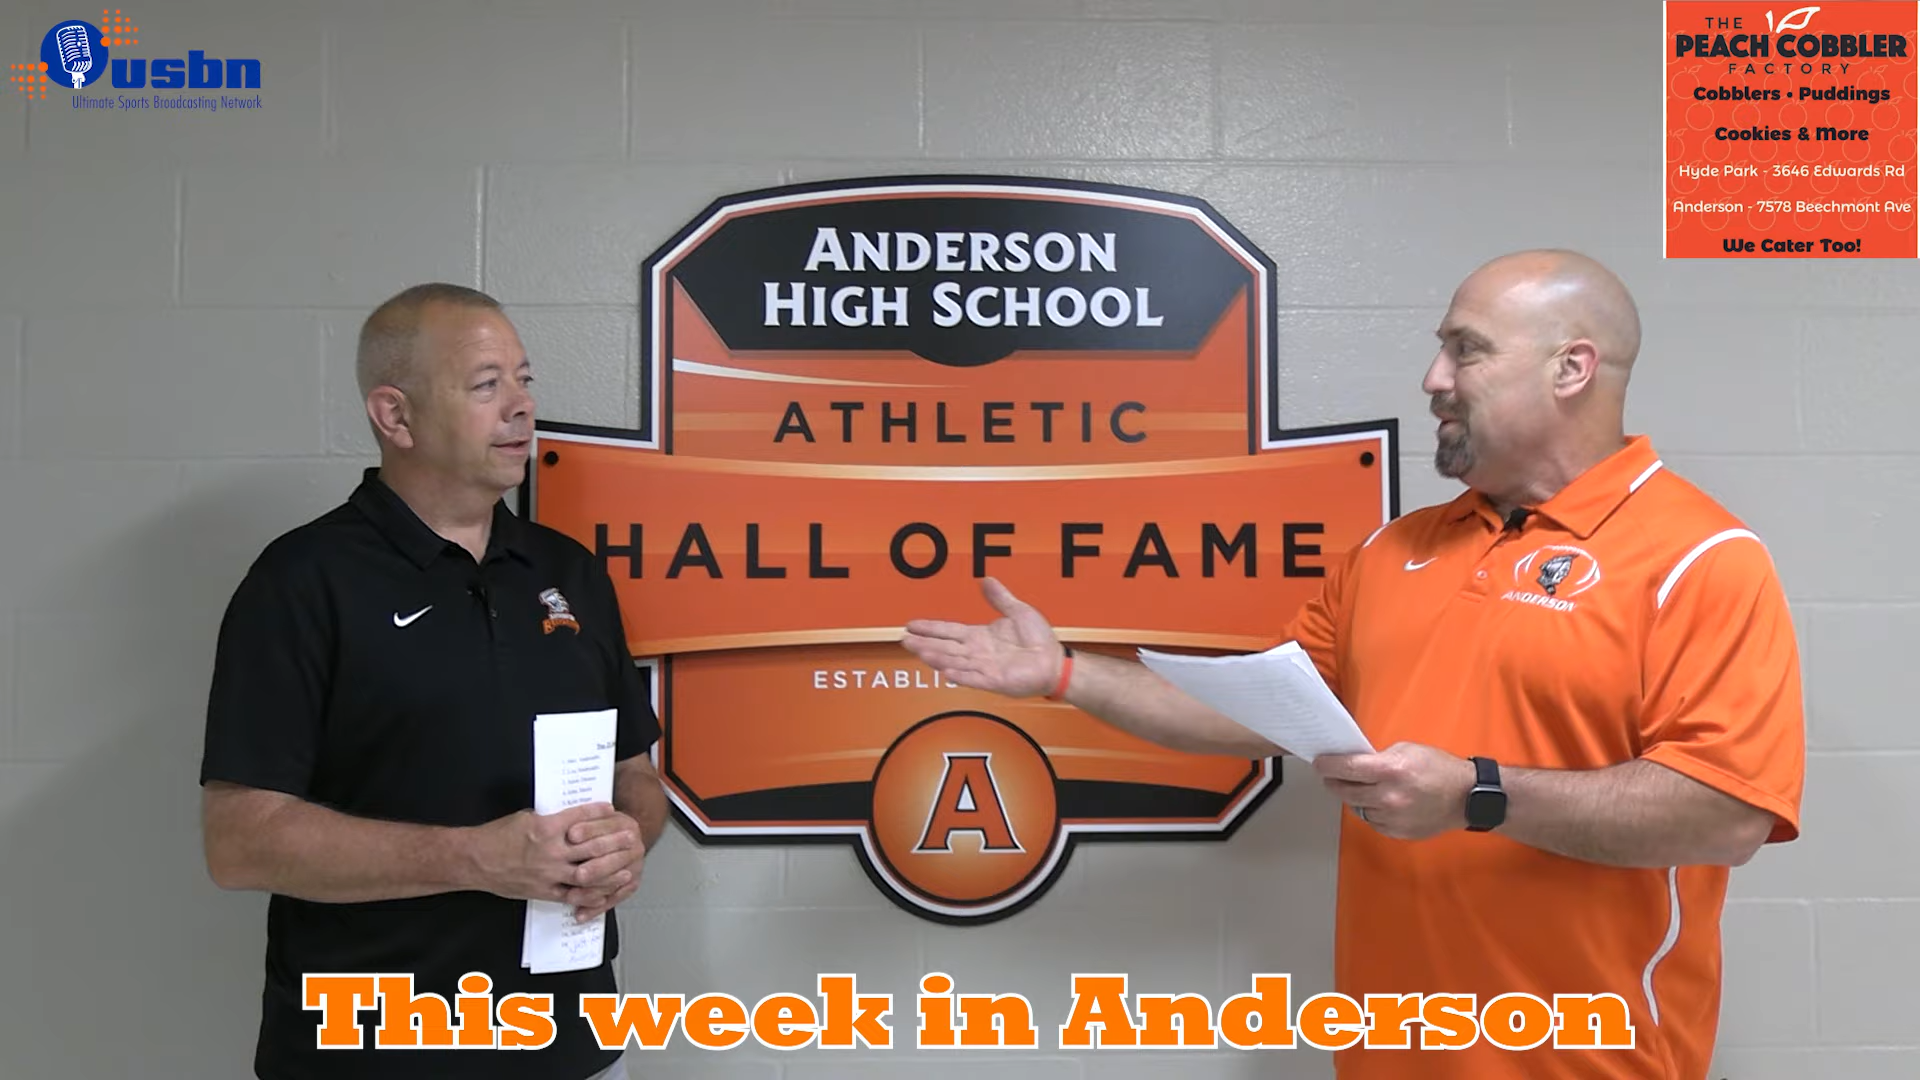 usbn
Ultimate Sports Broadcasting Network
THE
PEACH COBBLER
FACTORY
Cobblers • Puddings
Cookies & More
Hyde Park - 3646 Edwards Rd
Anderson - 7578 Beechmont Ave
We Cater Too!
ANDERSON
HIGH SCHOOL
ATHLETIC
HALL OF FAME
ESTABLIS
A
ANDERSON
This week in Anderson